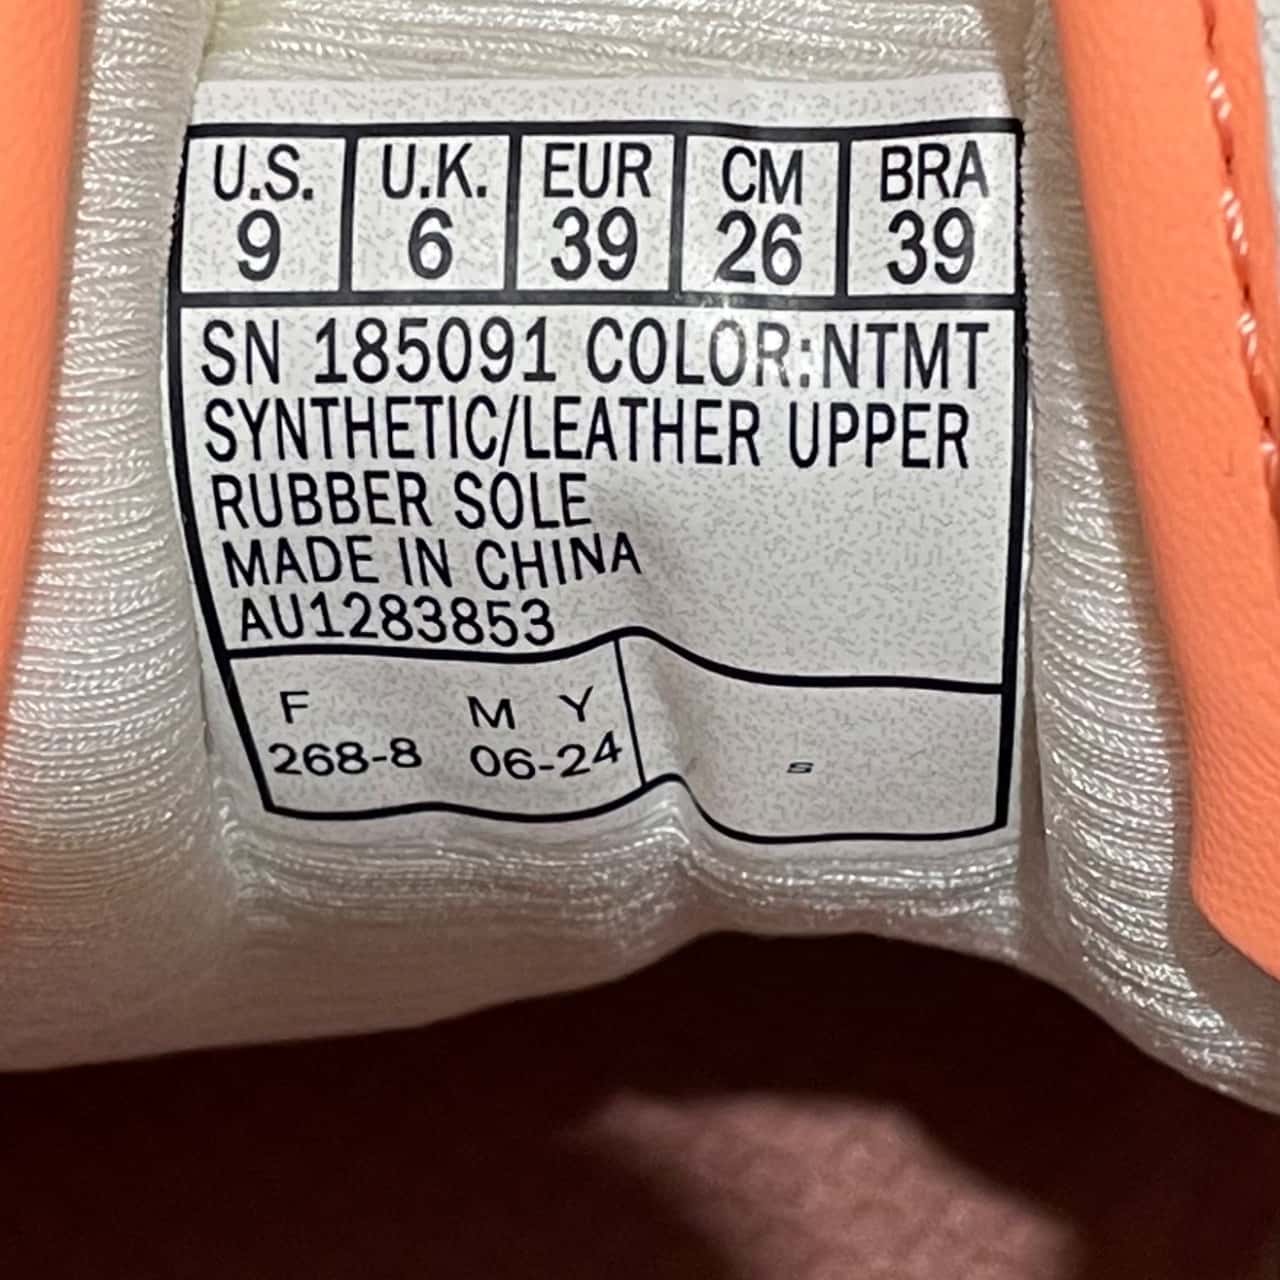 U.S. U.K. EUR CM BRA
9 6 39 26 39
SN 185091 COLOR:NTMT
SYNTHETIC/LEATHER UPPER
RUBBER SOLE
MADE IN CHINA
AU1283853
F M Y
268-8 06-24
S